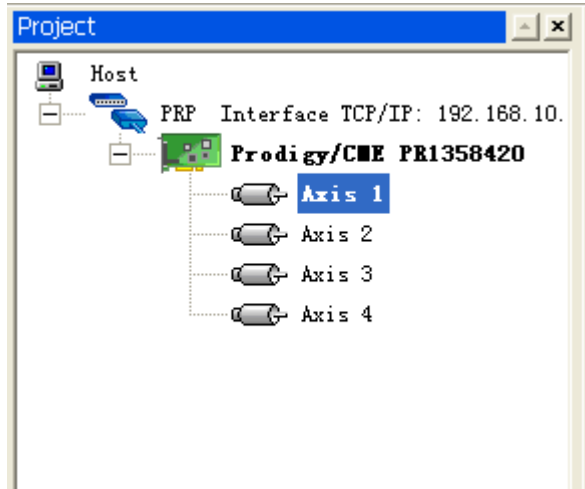 Project
Host
PRP Interface TCP/IP: 192.168.10.
Prodigy/CME PR1358420
Axis 1
Axis 2
Axis 3
Axis 4